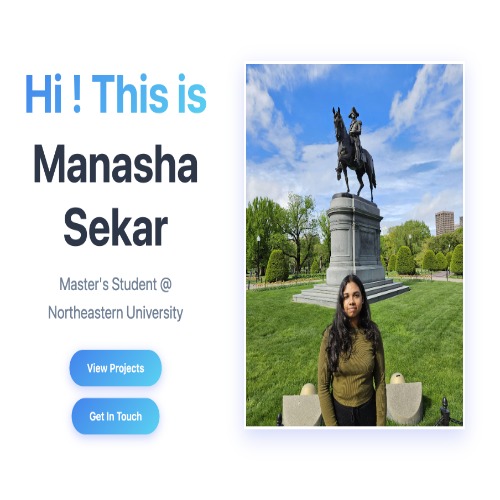 Hi ! This is
Manasha
Sekar
Master's Student @
Northeastern University
View Projects
Get In Touch